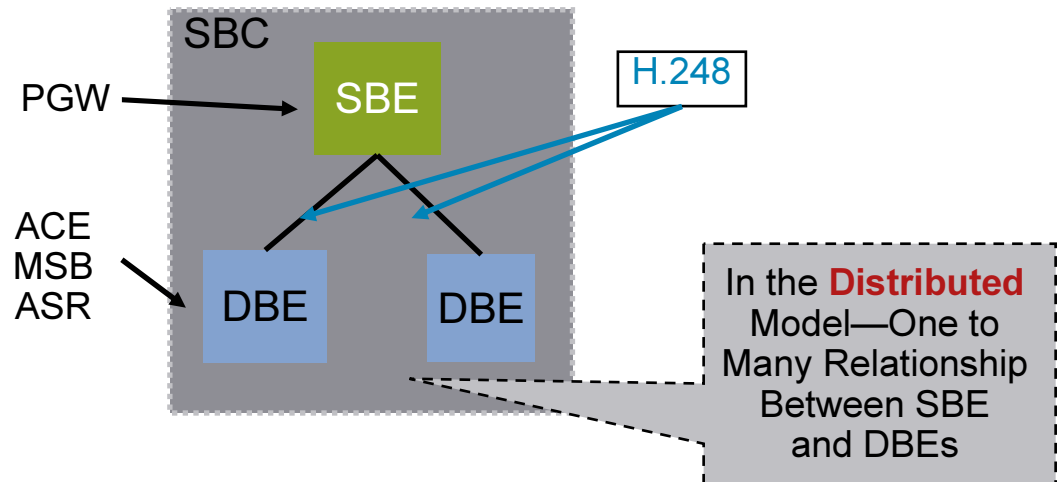 SBC
PGW
SBE
H.248
ACE
MSB
ASR
DBE
DBE
In the Distributed
Model—One to
Many Relationship
Between SBE
and DBEs